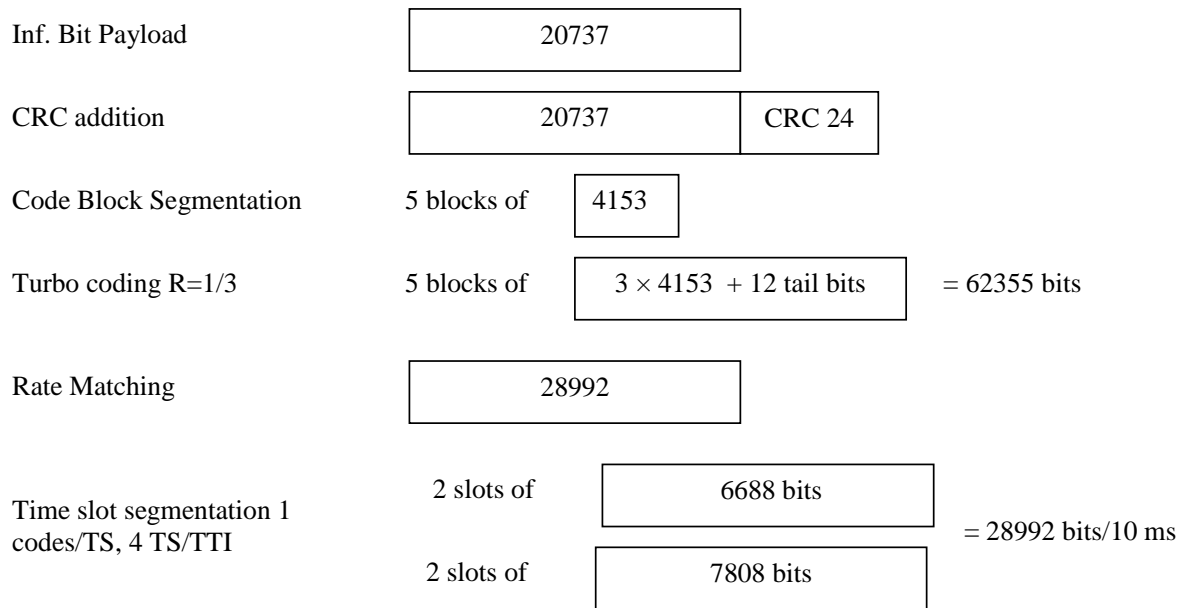 Inf. Bit Payload 20737
CRC addition 20737 CRC 24
Code Block Segmentation 5 blocks of 4153
Turbo coding R=1/3 5 blocks of 3 × 4153 + 12 tail bits = 62355 bits
Rate Matching 28992
2 slots of 6688 bits
Time slot segmentation 1
codes/TS, 4 TS/TTI
= 28992 bits/10 ms
2 slots of 7808 bits